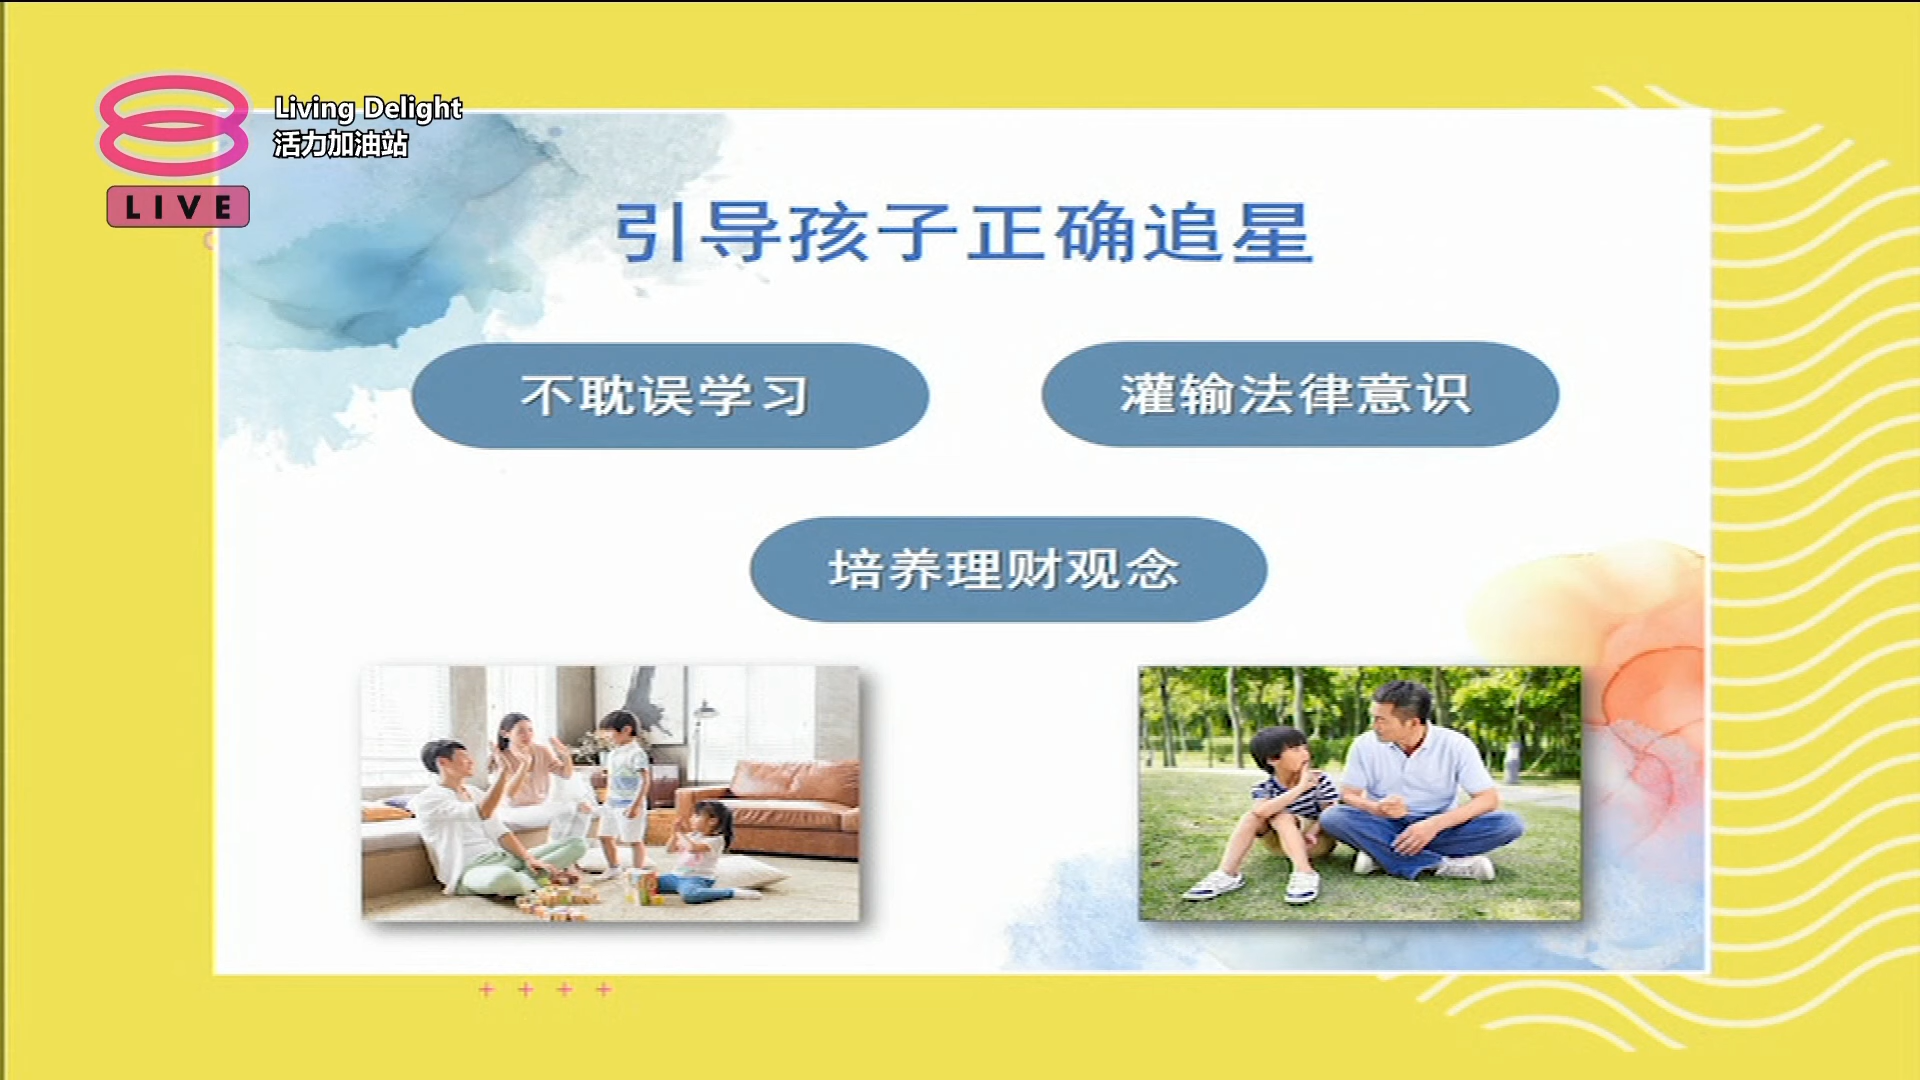 Living Delight
活力加油站
LIVE
引导孩子正确追星
不耽误学习
灌输法律意识
培养理财观念